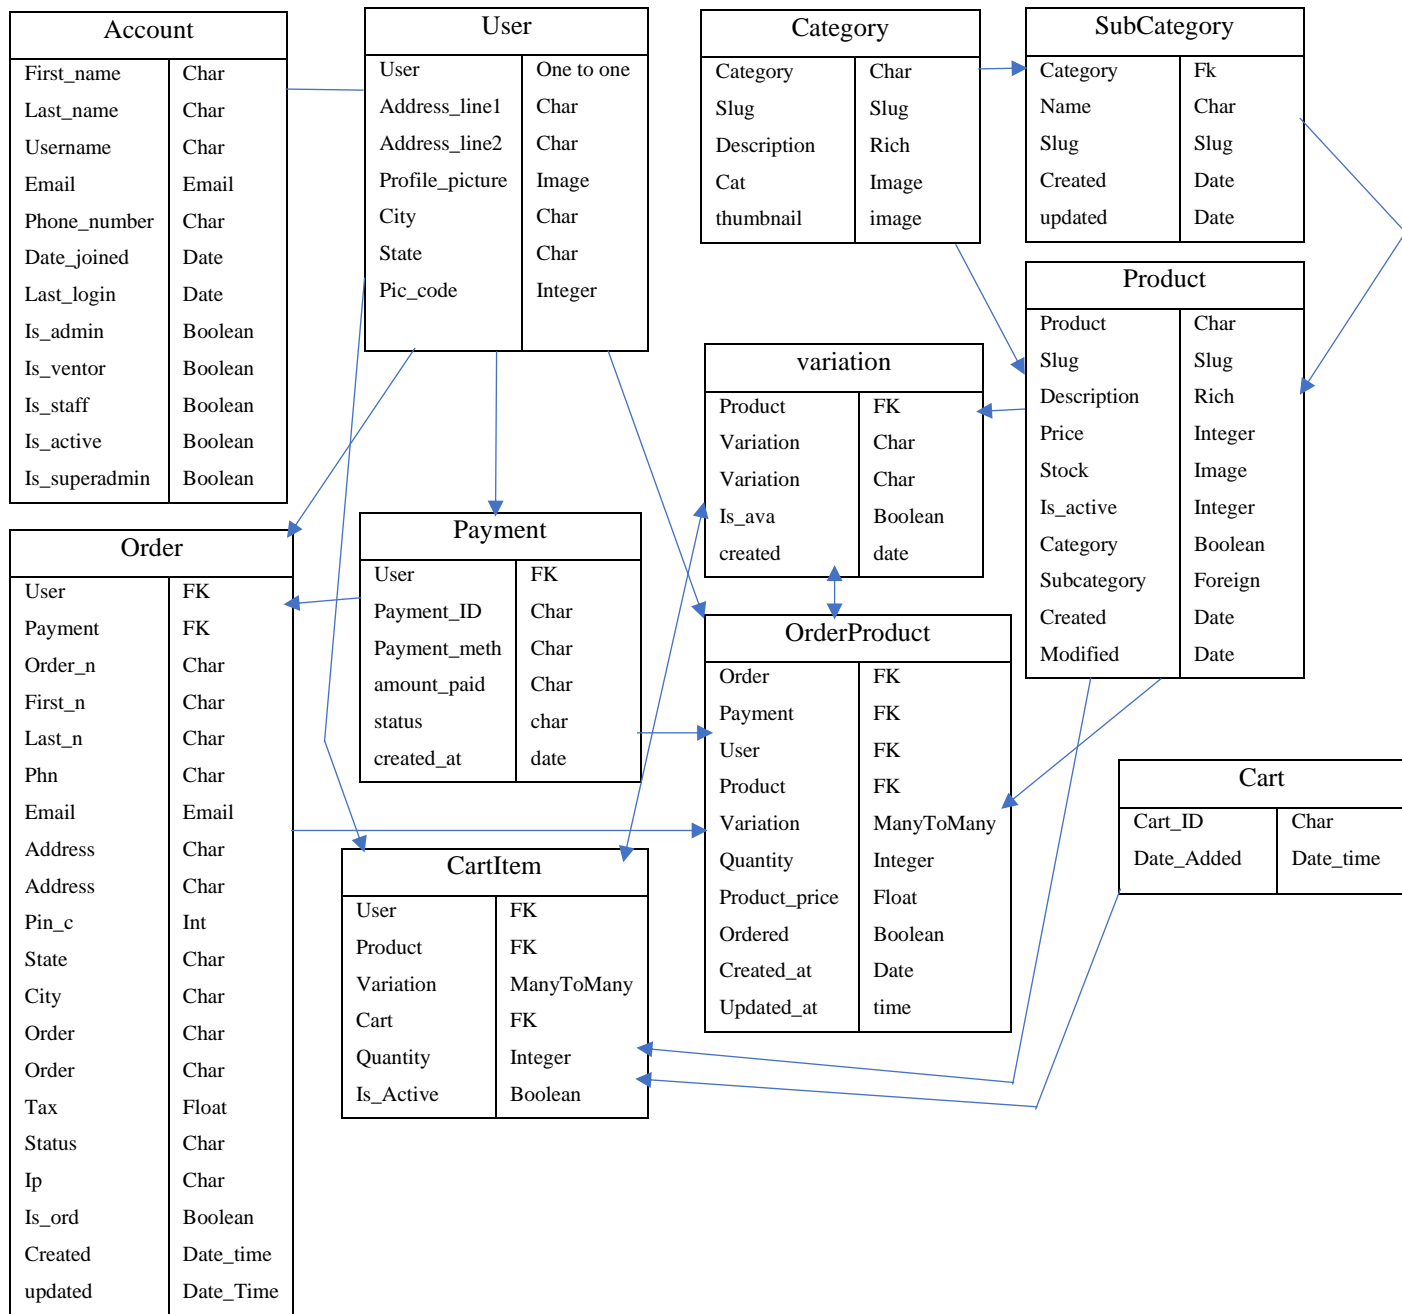 Account
First_name Char
Last_name Char
Username Char
Email Email
Phone_number Char
Date_joined Date
Last_login Date
Is_admin Boolean
Is_ventor Boolean
Is_staff Boolean
Is_active Boolean
Is_superadmin Boolean
User
User One to one
Address_line1 Char
Address_line2 Char
Profile_picture Image
City Char
State Char
Pic_code Integer
Category
Category Char
Slug Slug
Description Rich
Cat Image
thumbnail image
SubCategory
Category Fk
Name Char
Slug Slug
Created Date
updated Date
Product
Product Char
Slug Slug
Description Rich
Price Integer
Stock Image
Is_active Integer
Category Boolean
Subcategory Foreign
Created Date
Modified Date
variation
Product FK
Variation Char
Variation Char
Is_ava Boolean
created date
Order
User FK
Payment FK
Order_n Char
First_n Char
Last_n Char
Phn Char
Email Email
Address Char
Address Char
Pin_c Int
State Char
City Char
Order Char
Order Char
Tax Float
Status Char
Ip Char
Is_ord Boolean
Created Date_time
updated Date_Time
Payment
User FK
Payment_ID Char
Payment_meth Char
amount_paid Char
status char
created_at date
OrderProduct
Order FK
Payment FK
User FK
Product FK
Variation ManyToMany
Quantity Integer
Product_price Float
Ordered Boolean
Created_at Date
Updated_at time
Cart
Cart_ID Char
Date_Added Date_time
CartItem
User FK
Product FK
Variation ManyToMany
Cart FK
Quantity Integer
Is_Active Boolean